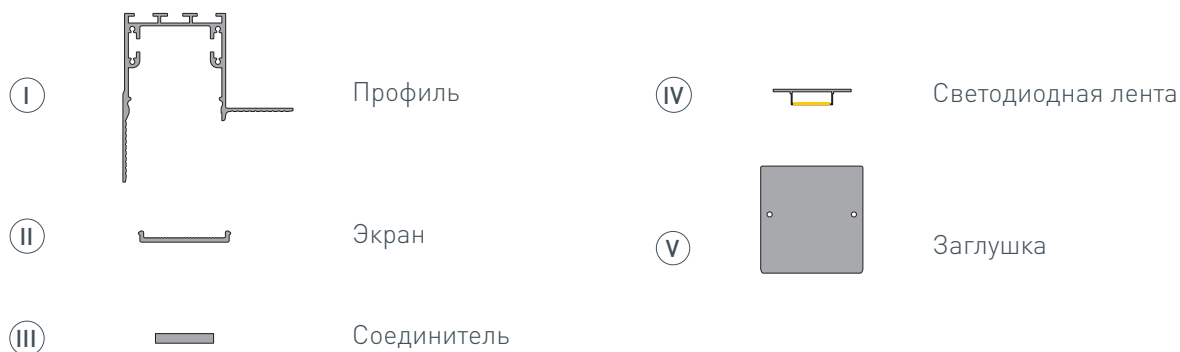 I Профиль
II Экран
III Соединитель
IV Светодиодная лента
V Заглушка